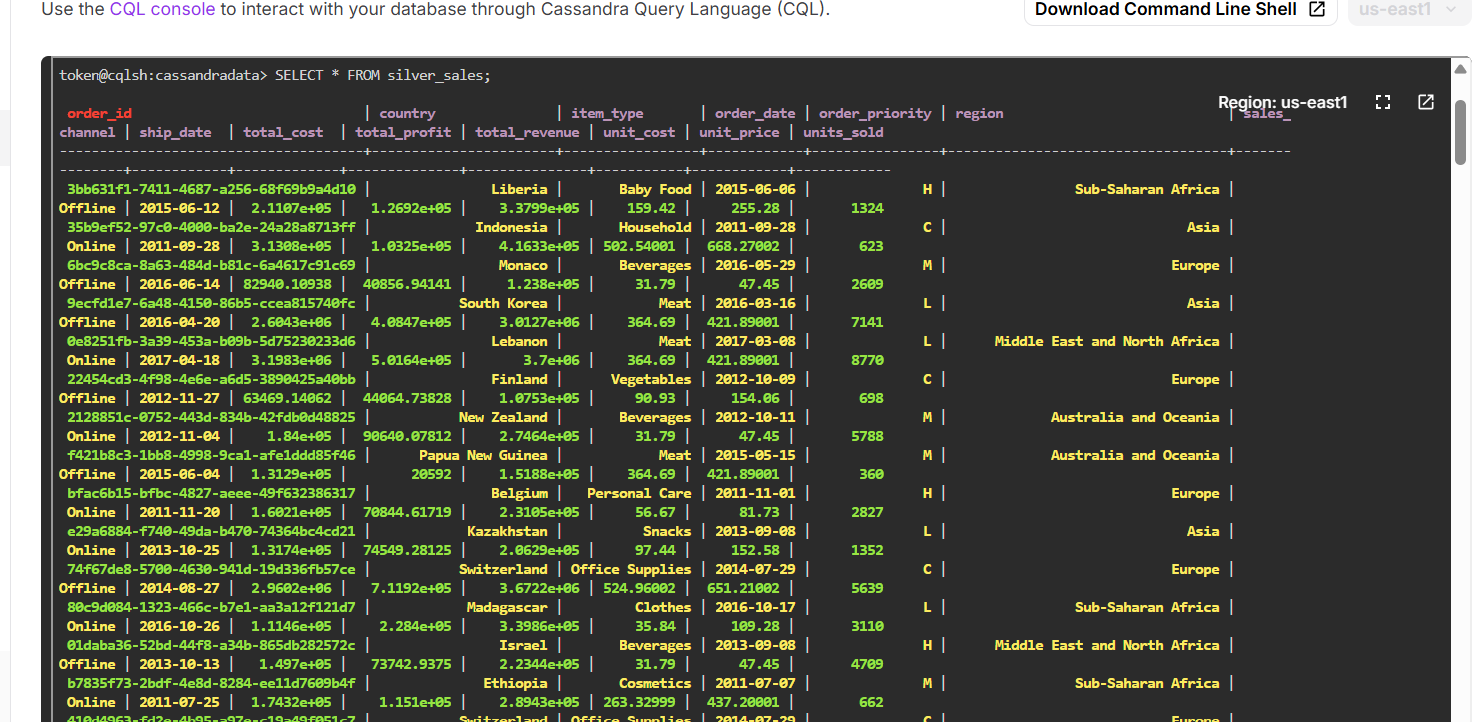 Use the CQL console to interact with your database through Cassandra Query Language (CQL).
Download Command Line Shell
us-east1
token@cqlsh:cassandradata> SELECT * FROM silver_sales;
Region: us-east1
order_id | country | item_type | order_date | order_priority | region | sales_
channel | ship_date | total_cost | total_profit | total_revenue | unit_cost | unit_price | units_sold
3bb631f1-7411-4687-a256-68f69b9a4d10 | Liberia | Baby Food | 2015-06-06 | H | Sub-Saharan Africa |
Offline | 2015-06-12 | 2.1107e+05 | 1.2692e+05 | 3.3799e+05 | 159.42 | 255.28 | 1324
35b9ef52-97c0-4000-ba2e-24a28a8713ff | Indonesia | Household | 2011-09-28 | C | Asia |
Online | 2011-09-28 | 3.1308e+05 | 1.0325e+05 | 4.1633e+05 | 502.54001 | 668.27002 | 623
6bc9c8ca-8a63-484d-b81c-6a4617c91c69 | Monaco | Beverages | 2016-05-29 | M | Europe |
Offline | 2016-06-14 | 82940.10938 | 40856.94141 | 1.238e+05 | 31.79 | 47.45 | 2609
9ecfd1e7-6a48-4150-86b5-ccea815740fc | South Korea | Meat | 2016-03-16 | L | Asia |
Offline | 2016-04-20 | 2.6043e+06 | 4.0847e+05 | 3.0127e+06 | 364.69 | 421.89001 | 7141
0e8251fb-3a39-453a-b09b-5d75230233d6 | Lebanon | Meat | 2017-03-08 | L | Middle East and North Africa |
Online | 2017-04-18 | 3.1983e+06 | 5.0164e+05 | 3.7e+06 | 364.69 | 421.89001 | 8770
22454cd3-4f98-4e6e-a6d5-3890425a40bb | Finland | Vegetables | 2012-10-09 | C | Europe |
Offline | 2012-11-27 | 63469.14062 | 44064.73828 | 1.0753e+05 | 90.93 | 154.06 | 698
2128851c-0752-443d-834b-42fdb0d48825 | New Zealand | Beverages | 2012-10-11 | M | Australia and Oceania |
Online | 2012-11-04 | 1.84e+05 | 90640.07812 | 2.7464e+05 | 31.79 | 47.45 | 5788
f421b8c3-1bb8-4998-9ca1-afe1ddd85f46 | Papua New Guinea | Meat | 2015-05-15 | M | Australia and Oceania |
Offline | 2015-06-04 | 1.3129e+05 | 20592 | 1.5188e+05 | 364.69 | 421.89001 | 360
bfac6b15-bfbc-4827-aeee-49f632386317 | Belgium | Personal Care | 2011-11-01 | H | Europe |
Online | 2011-11-20 | 1.6021e+05 | 70844.61719 | 2.3105e+05 | 56.67 | 81.73 | 2827
e29a6884-f740-49da-b470-74364bc4cd21 | Kazakhstan | Snacks | 2013-09-08 | L | Asia |
Online | 2013-10-25 | 1.3174e+05 | 74549.28125 | 2.0629e+05 | 97.44 | 152.58 | 1352
74f67de8-5700-4630-941d-19d336fb57ce | Switzerland | Office Supplies | 2014-07-29 | C | Europe |
Offline | 2014-08-27 | 2.9602e+06 | 7.1192e+05 | 3.6722e+06 | 524.96002 | 651.21002 | 5639
80c9d084-1323-466c-b7e1-aa3a12f121d7 | Madagascar | Clothes | 2016-10-17 | L | Sub-Saharan Africa |
Online | 2016-10-26 | 1.1146e+05 | 2.284e+05 | 3.3986e+05 | 35.84 | 109.28 | 3110
01daba36-52bd-44f8-a34b-865db282572c | Israel | Beverages | 2013-09-08 | H | Middle East and North Africa |
Offline | 2013-10-13 | 1.497e+05 | 73742.9375 | 2.2344e+05 | 31.79 | 47.45 | 4709
b7835f73-2bdf-4e8d-8284-ee11d7609b4f | Ethiopia | Cosmetics | 2011-07-07 | M | Sub-Saharan Africa |
Online | 2011-07-25 | 1.7432e+05 | 1.151e+05 | 2.8943e+05 | 263.32999 | 437.20001 | 662
410d4963-fd2e-4b95-a97e-c19a49f051c7 | Switzerland | Office Supplies | 2014-07-29 | C | Europe |